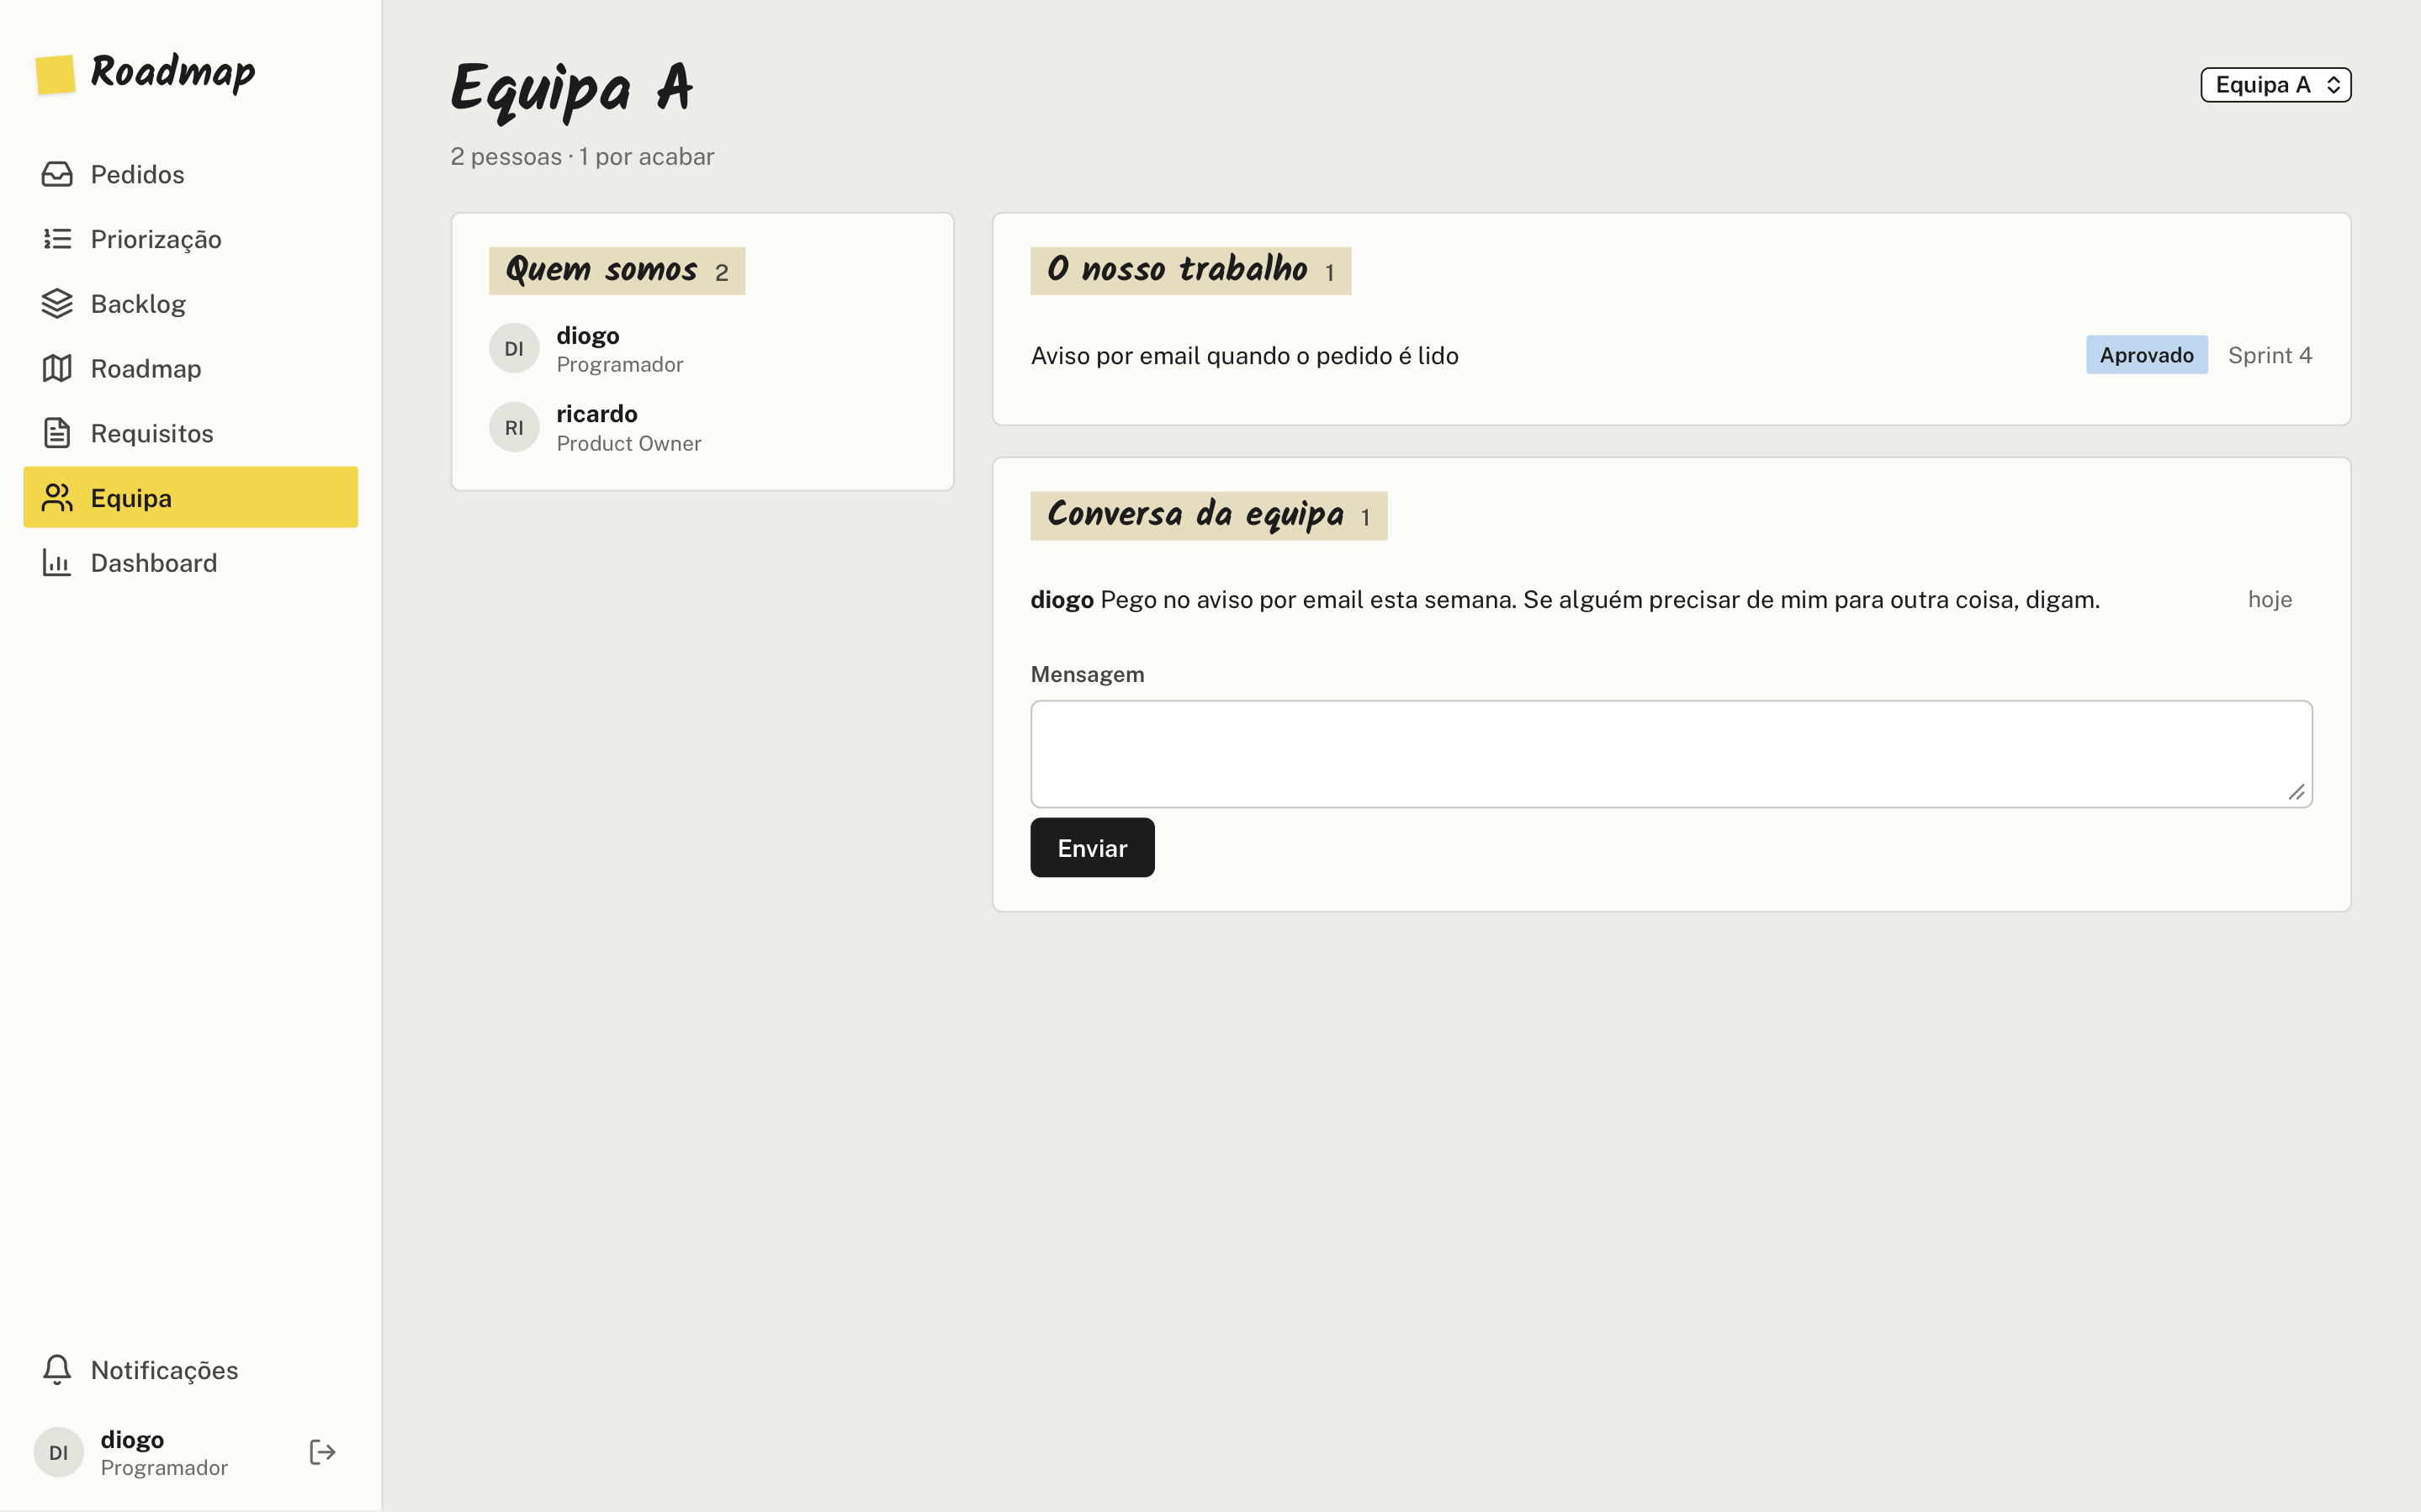 Roadmap
Pedidos
Priorização
Backlog
Roadmap
Requisitos
Equipa
Dashboard
Notificações
DI
diogo
Programador
Equipa A
2 pessoas · 1 por acabar
Equipa A
Quem somos 2
DI
diogo
Programador
RI
ricardo
Product Owner
O nosso trabalho 1
Aviso por email quando o pedido é lido
Aprovado
Sprint 4
Conversa da equipa 1
diogo Pego no aviso por email esta semana. Se alguém precisar de mim para outra coisa, digam.
hoje
Mensagem
Enviar